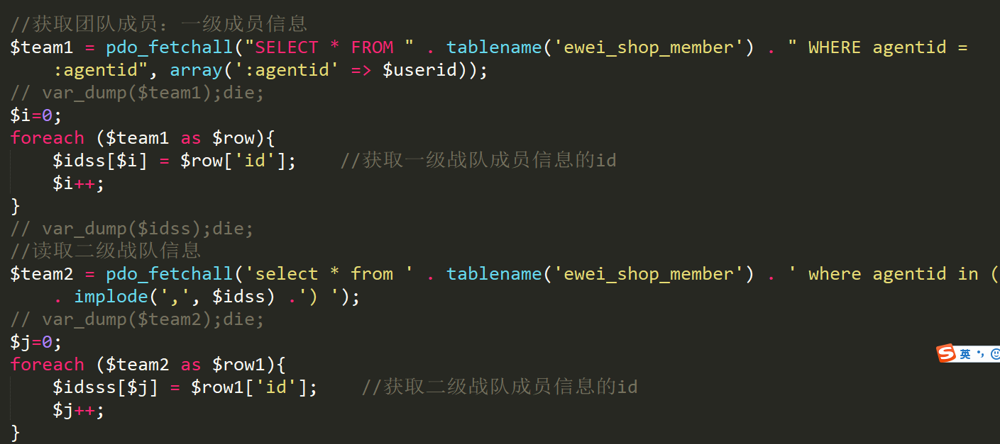 //获取团队成员：一级成员信息
$team1 = pdo_fetchall("SELECT * FROM " . tablename('ewei_shop_member') . " WHERE agentid =
:agentid", array(':agentid' => $userid));
// var_dump($team1);die;
$i=0;
foreach ($team1 as $row){
$idss[$i] = $row['id']; //获取一级战队成员信息的id
$i++;
}
// var_dump($idss);die;
//读取二级战队信息
$team2 = pdo_fetchall('select * from ' . tablename('ewei_shop_member') . ' where agentid in (
. implode(',', $idss) .') ');
// var_dump($team2);die;
$j=0;
英
foreach ($team2 as $row1){
$idsss[$j] = $row1['id']; //获取二级战队成员信息的id
$j++;
}